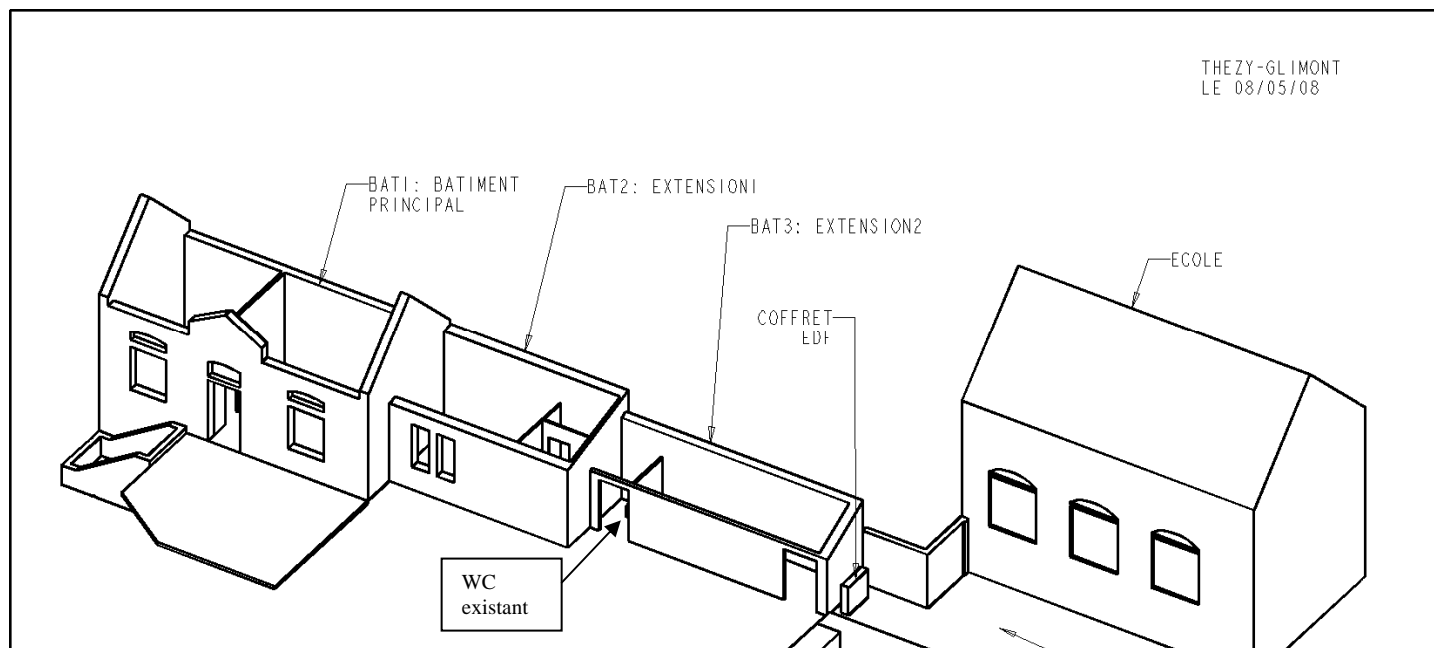 THEZY-GLIMONT
LE 08/05/08
BAT1: BATIMENT
PRINCIPAL
BAT2: EXTENSION1
BAT3: EXTENSION2
ECOLE
COFFRET
EDF
WC
existant